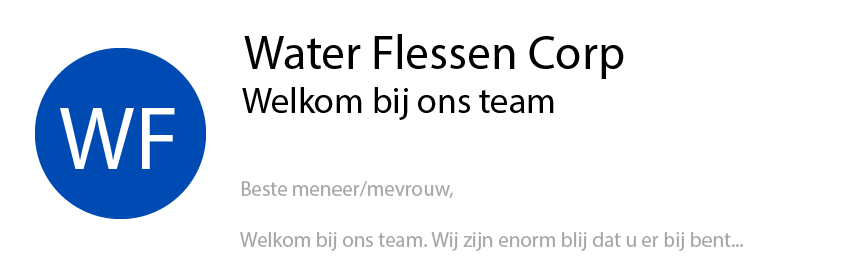 WF
Water Flessen Corp
Welkom bij ons team
Beste meneer/mevrouw,
Welkom bij ons team. Wij zijn enorm blij dat u er bij bent...